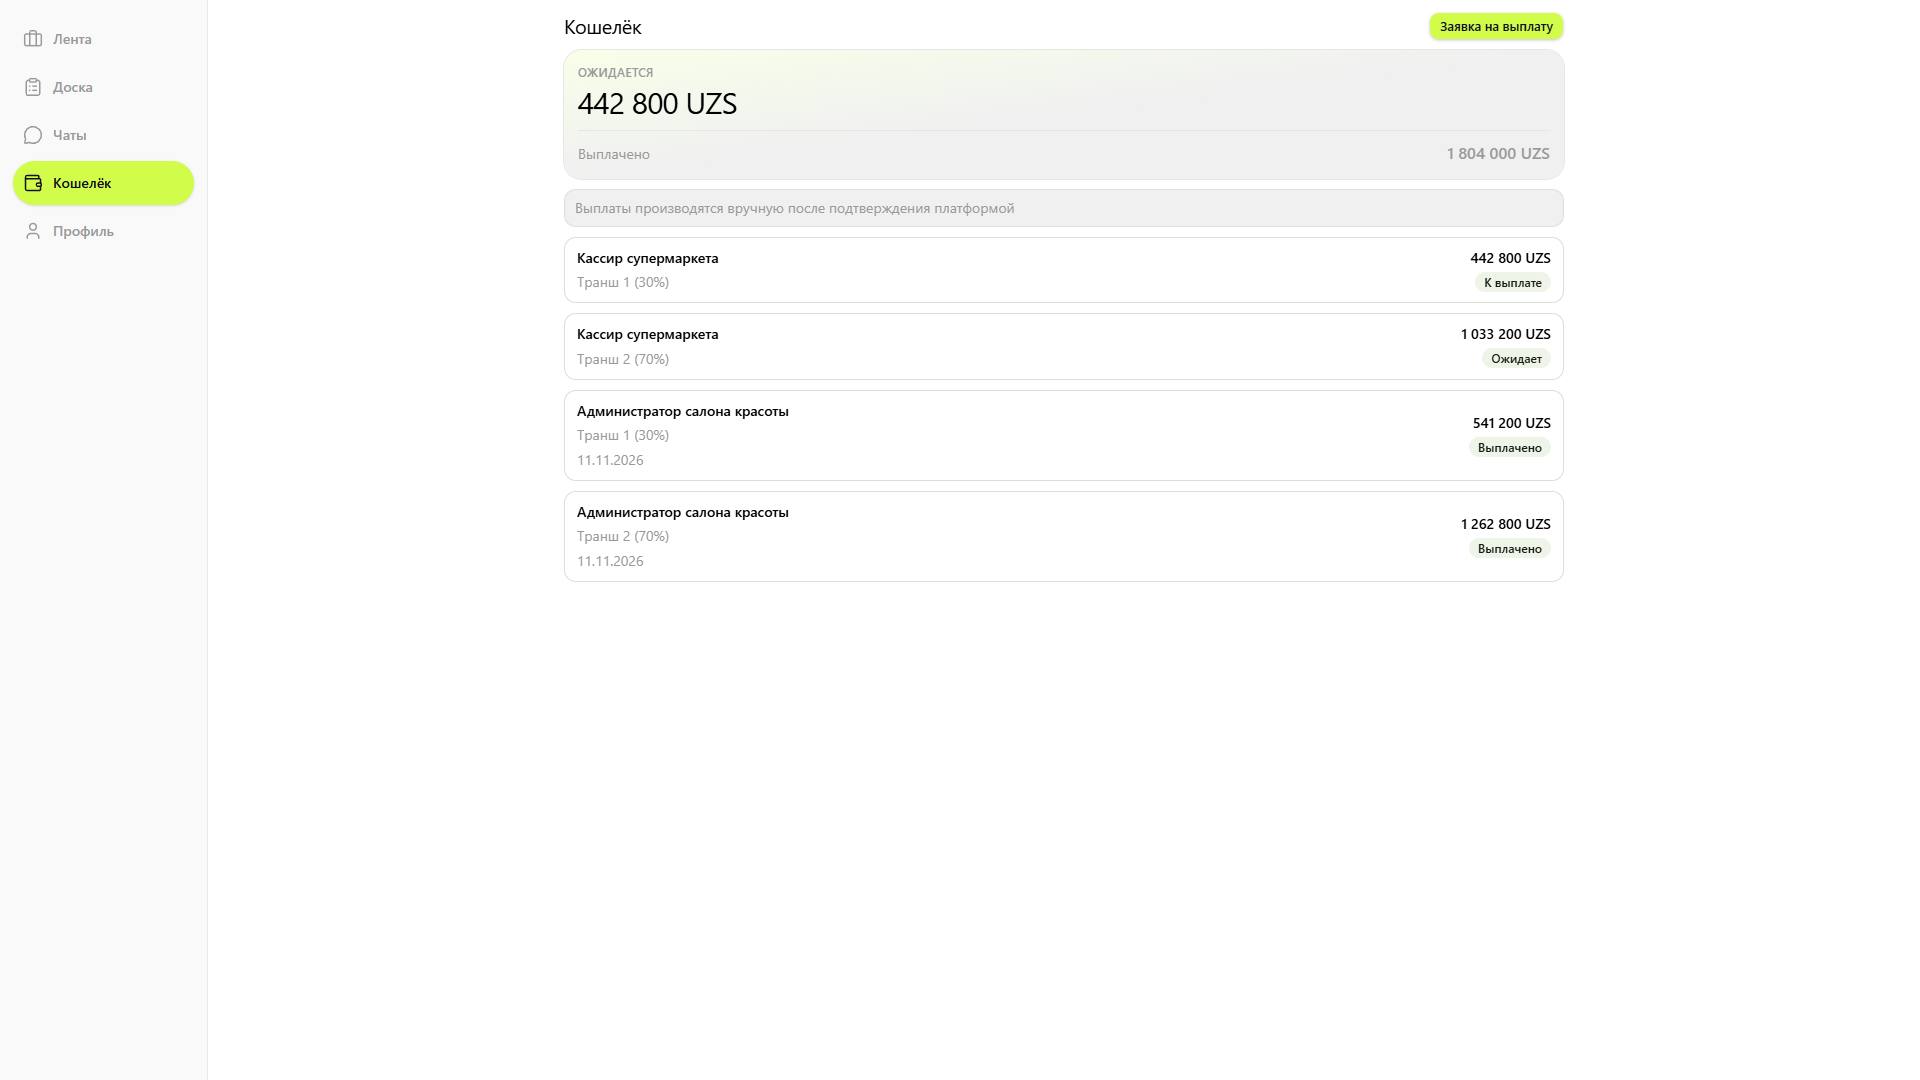 Лента
Доска
Чаты
Кошелёк
Профиль
Кошелёк
Заявка на выплату
ОЖИДАЕТСЯ
442 800 UZS
Выплачено
1 804 000 UZS
Выплаты производятся вручную после подтверждения платформой
Кассир супермаркета
442 800 UZS
Транш 1 (30%)
К выплате
Кассир супермаркета
1 033 200 UZS
Транш 2 (70%)
Ожидает
Администратор салона красоты
541 200 UZS
Транш 1 (30%)
Выплачено
11.11.2026
Администратор салона красоты
1 262 800 UZS
Транш 2 (70%)
Выплачено
11.11.2026